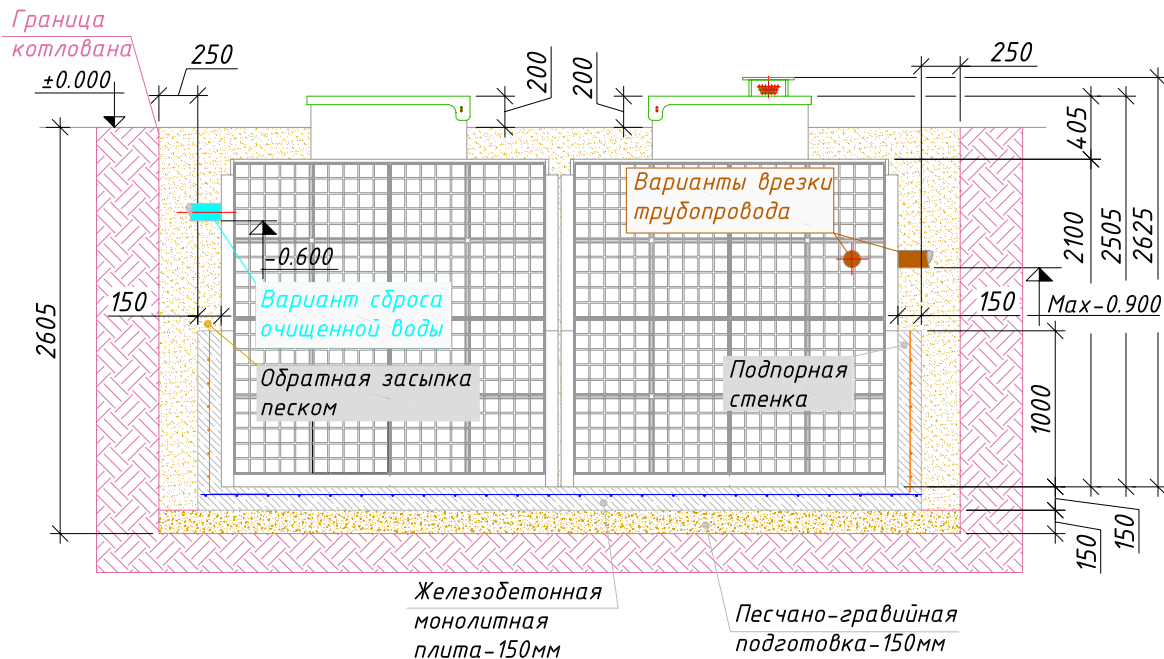 Граница
котлована
±0.000
250
200
200
250
405
2100
2505
2625
Варианты врезки
трубопровода
-0.600
Вариант сброса
очищенной воды
150
150
Max-0.900
2605
Обратная засыпка
песком
Подпорная
стенка
1000
150
150
Железобетонная
монолитная
плита-150мм
Песчано-гравийная
подготовка-150мм